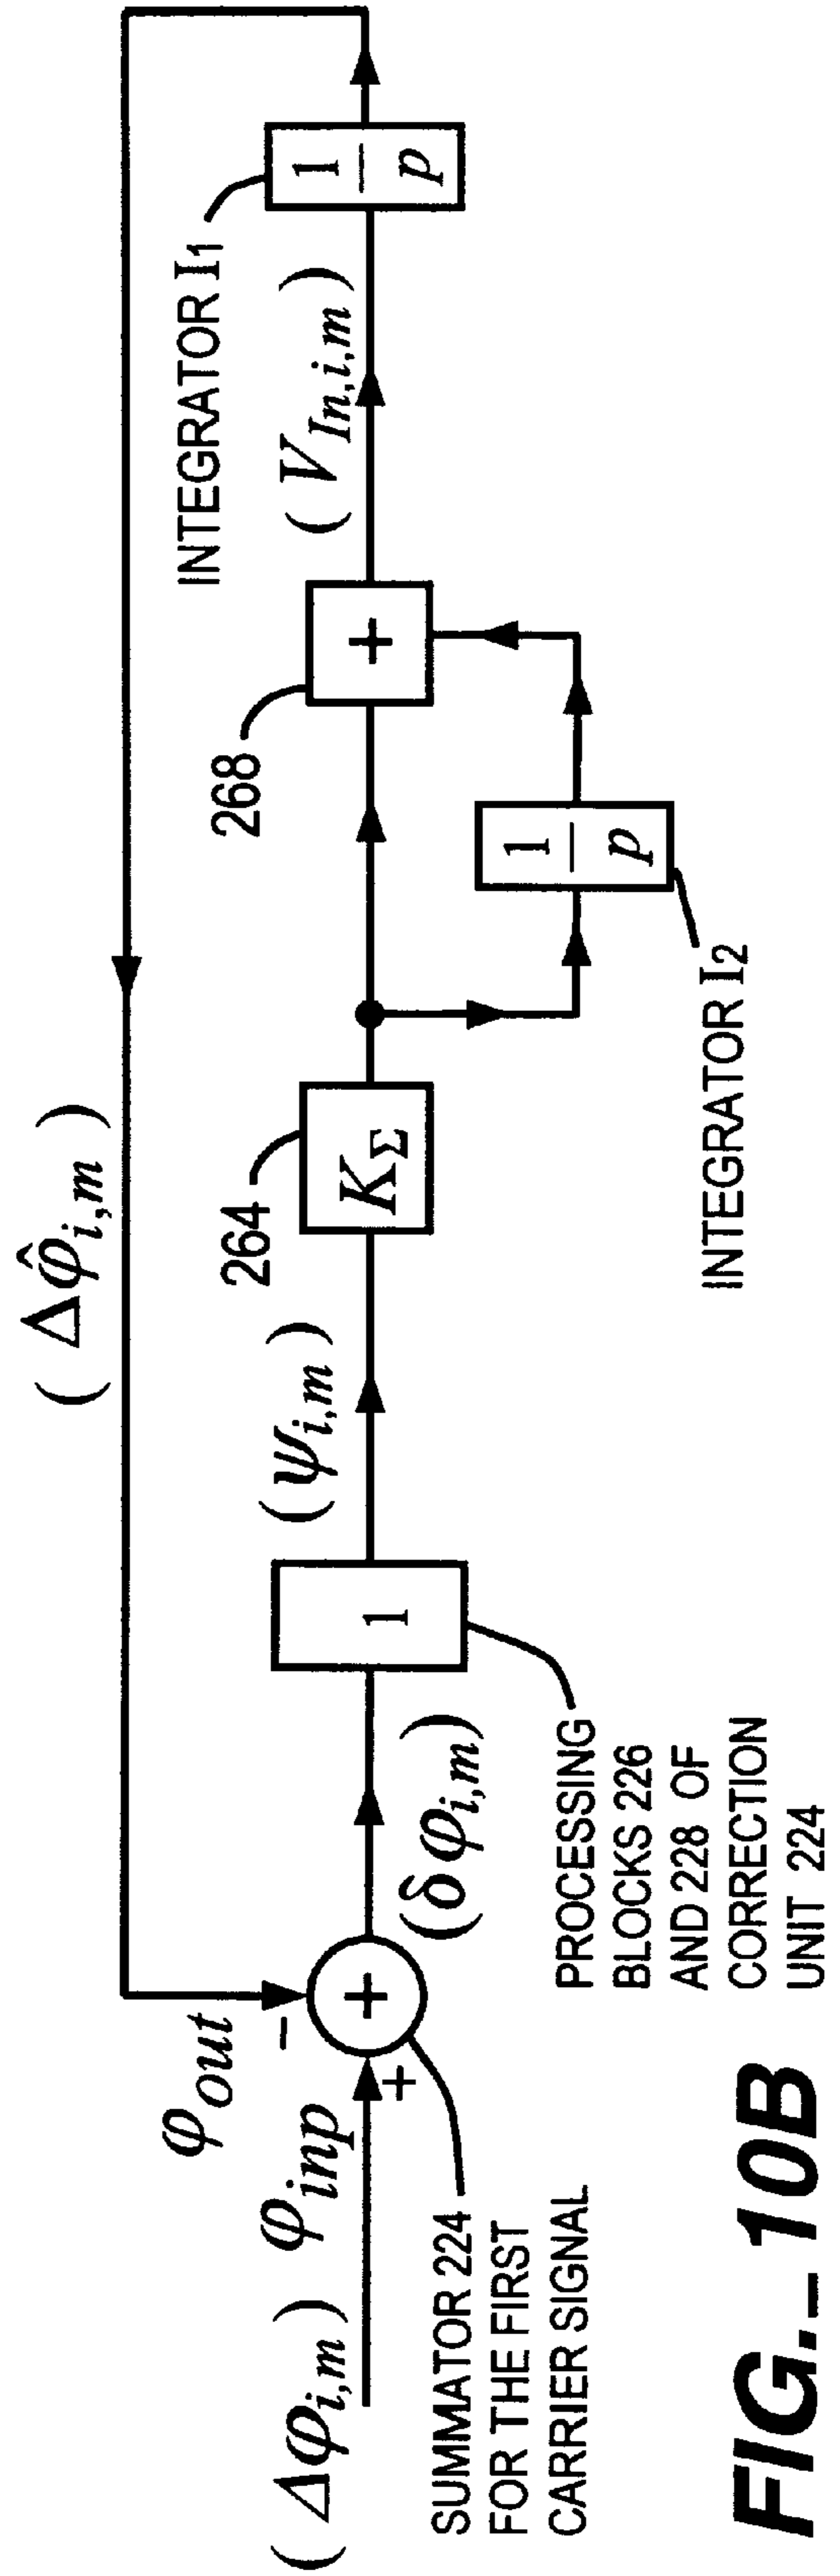 ( Δφ̂i,m )
φout
−
( Δφi,m ) φinp
+
+
SUMMATOR 224
FOR THE FIRST
CARRIER SIGNAL
(δφi,m)
1
PROCESSING
BLOCKS 226
AND 228 OF
CORRECTION
UNIT 224
(ψi,m)
264
KΣ
268
+
1
p
INTEGRATOR I2
( VIn,i,m )
INTEGRATOR I1
1
p
FIG._10B